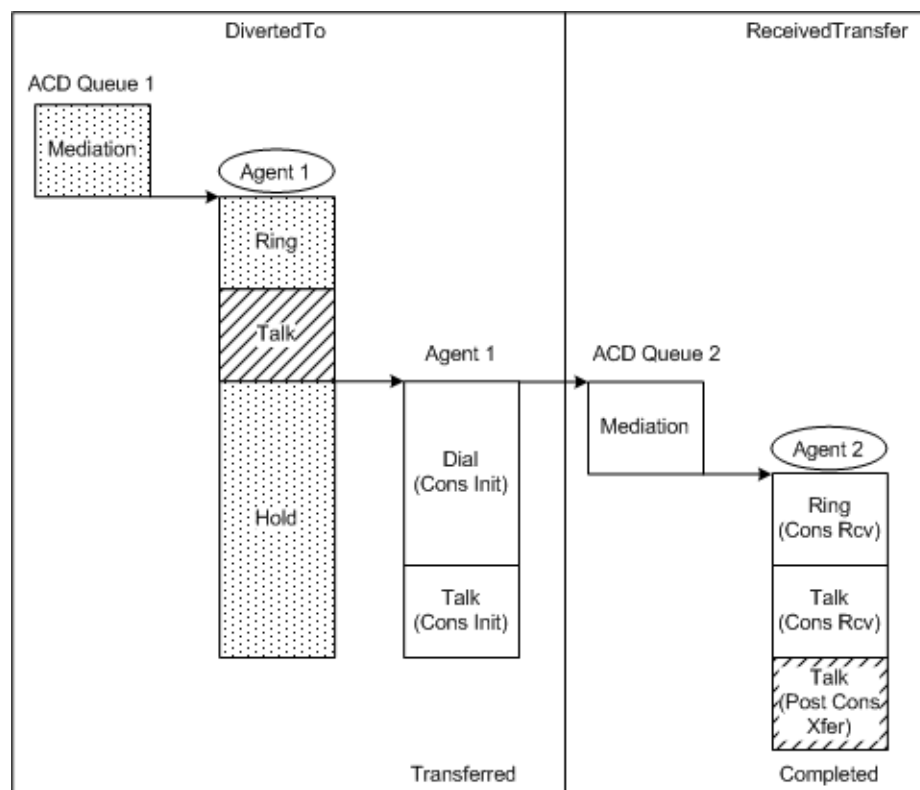 DivertedTo
ReceivedTransfer
ACD Queue 1
Mediation
Agent 1
Ring
Talk
Hold
Agent 1
Dial
(Cons Init)
Talk
(Cons Init)
ACD Queue 2
Mediation
Agent 2
Ring
(Cons Rcv)
Talk
(Cons Rcv)
Talk
(Post Cons
Xfer)
Transferred
Completed